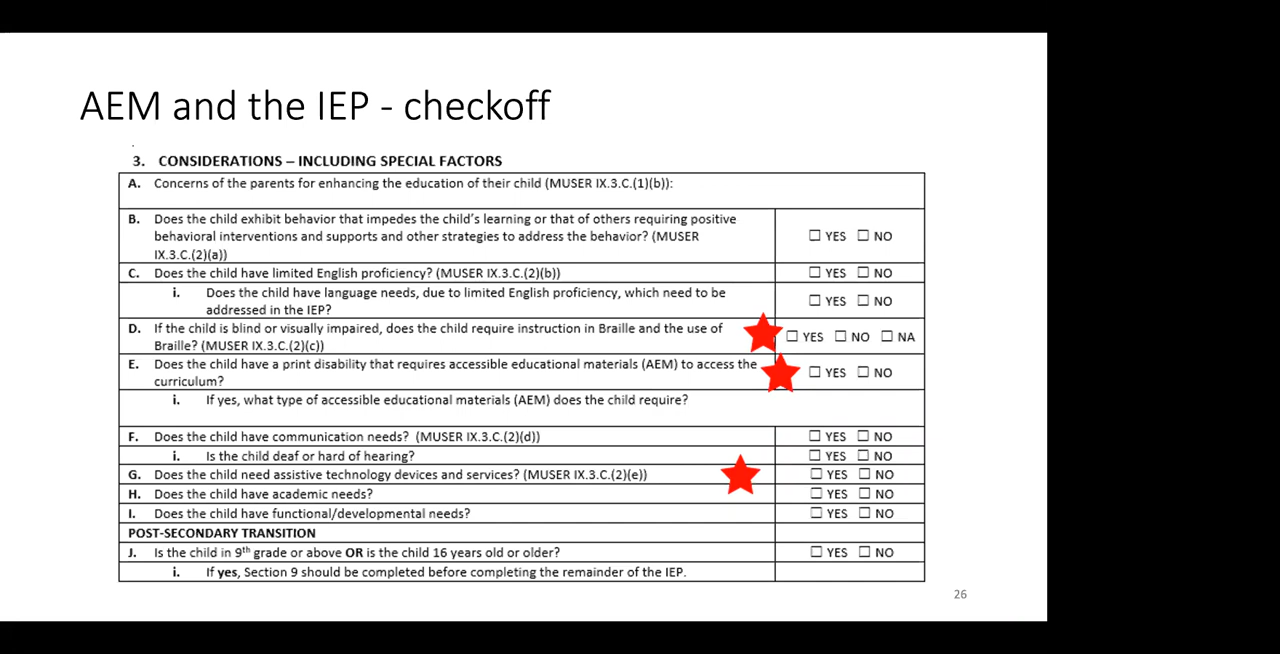 AEM and the IEP - checkoff
3. CONSIDERATIONS – INCLUDING SPECIAL FACTORS
A. Concerns of the parents for enhancing the education of their child (MUSER IX.3.C.(1)(b)):
B. Does the child exhibit behavior that impedes the child's learning or that of others requiring positive
behavioral interventions and supports and other strategies to address the behavior? (MUSER
IX.3.C.(2)(a))
☐ YES ☐ NO
C. Does the child have limited English proficiency? (MUSER IX.3.C.(2)(b))
☐ YES ☐ NO
i. Does the child have language needs, due to limited English proficiency, which need to be
addressed in the IEP?
☐ YES ☐ NO
D. If the child is blind or visually impaired, does the child require instruction in Braille and the use of
Braille? (MUSER IX.3.C.(2)(c))
☐ YES ☐ NO ☐ NA
E. Does the child have a print disability that requires accessible educational materials (AEM) to access the
curriculum?
☐ YES ☐ NO
i. If yes, what type of accessible educational materials (AEM) does the child require?
F. Does the child have communication needs? (MUSER IX.3.C.(2)(d))
☐ YES ☐ NO
i. Is the child deaf or hard of hearing?
☐ YES ☐ NO
G. Does the child need assistive technology devices and services? (MUSER IX.3.C.(2)(e))
☐ YES ☐ NO
H. Does the child have academic needs?
☐ YES ☐ NO
I. Does the child have functional/developmental needs?
☐ YES ☐ NO
POST-SECONDARY TRANSITION
J. Is the child in 9th grade or above OR is the child 16 years old or older?
☐ YES ☐ NO
i. If yes, Section 9 should be completed before completing the remainder of the IEP.
26